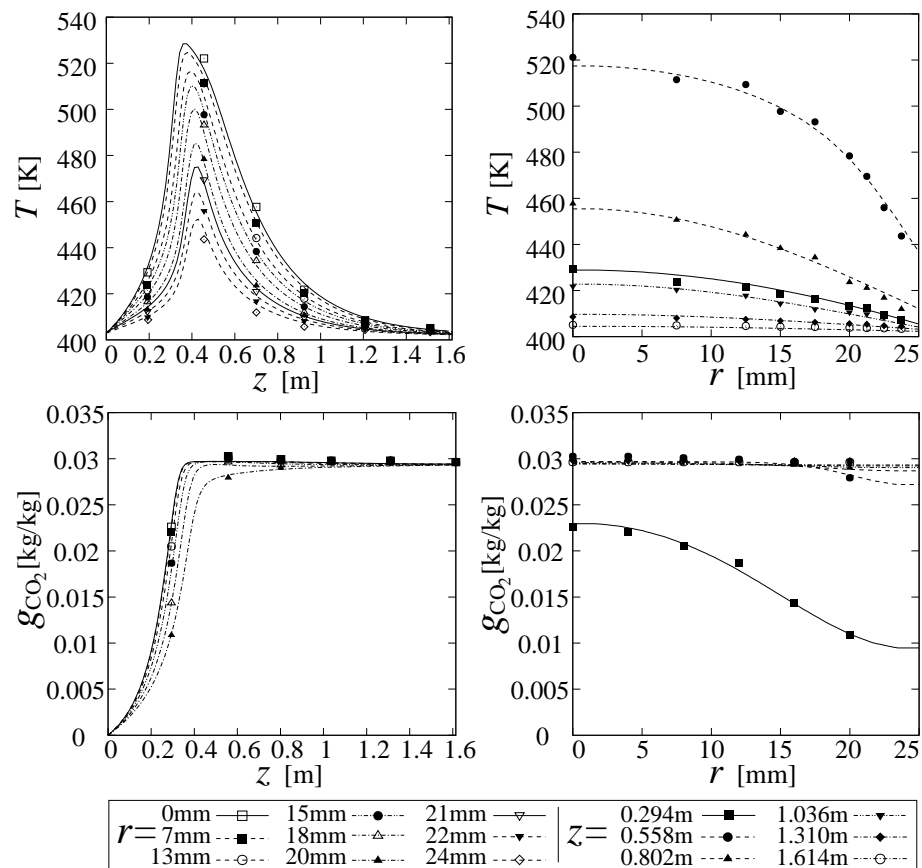 540
520
500
480
460
440
420
400
T [K]
0 0.2 0.4 0.6 0.8 1 1.2 1.4 1.6
z [m]
540
520
500
480
460
440
420
400
T [K]
0 5 10 15 20 25
r [mm]
0.035
0.03
0.025
0.02
0.015
0.01
0.005
0
gCO2 [kg/kg]
0 0.2 0.4 0.6 0.8 1 1.2 1.4 1.6
z [m]
0.035
0.03
0.025
0.02
0.015
0.01
0.005
0
gCO2 [kg/kg]
0 5 10 15 20 25
r [mm]
r=
0mm 15mm 21mm
7mm 18mm 22mm
13mm 20mm 24mm
z=
0.294m 1.036m
0.558m 1.310m
0.802m 1.614m